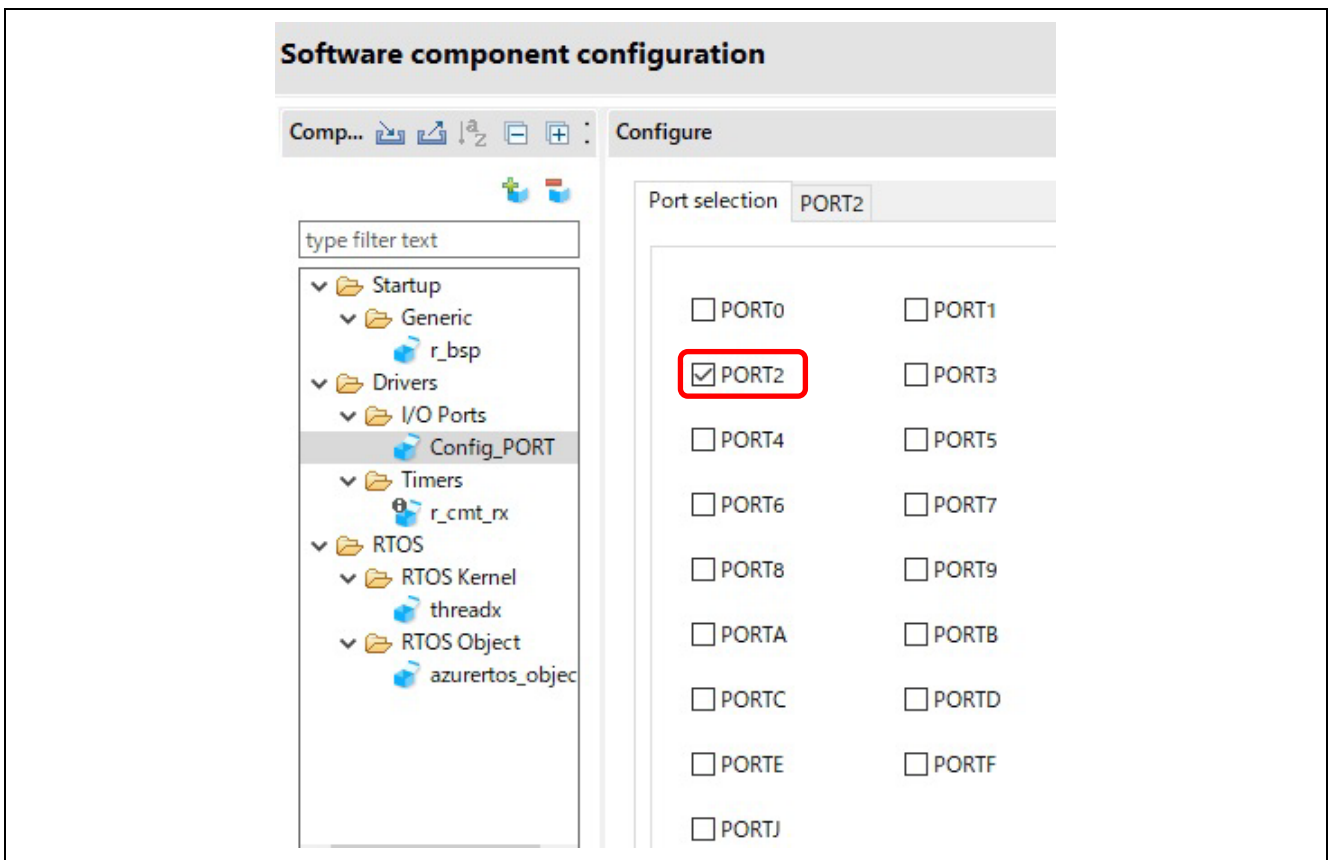 Software component configuration
Comp...
Configure
Port selection PORT2
type filter text
Startup
Generic
r_bsp
Drivers
I/O Ports
Config_PORT
Timers
r_cmt_rx
RTOS
RTOS Kernel
threadx
RTOS Object
azurertos_objec
PORT0 PORT1
PORT2 PORT3
PORT4 PORT5
PORT6 PORT7
PORT8 PORT9
PORTA PORTB
PORTC PORTD
PORTE PORTF
PORTJ